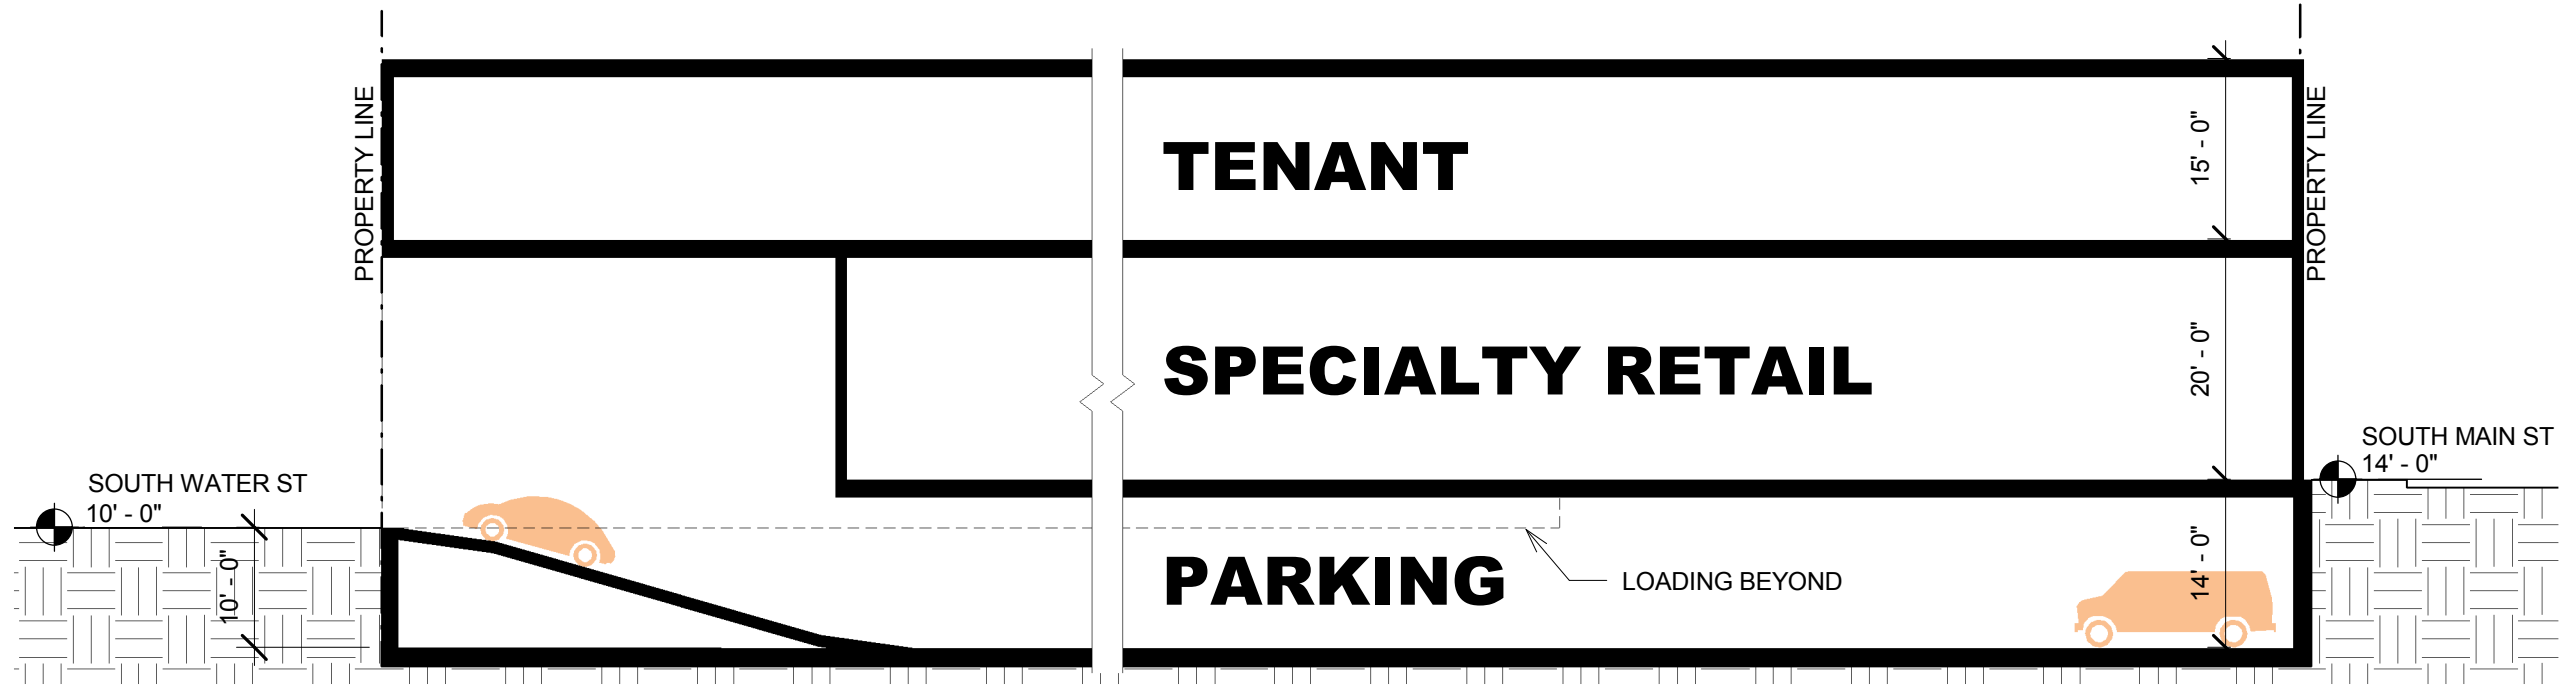 PROPERTY LINE
TENANT
15' - 0"
PROPERTY LINE
SPECIALTY RETAIL
20' - 0"
SOUTH WATER ST
10' - 0"
SOUTH MAIN ST
14' - 0"
10' - 0"
PARKING
LOADING BEYOND
14' - 0"